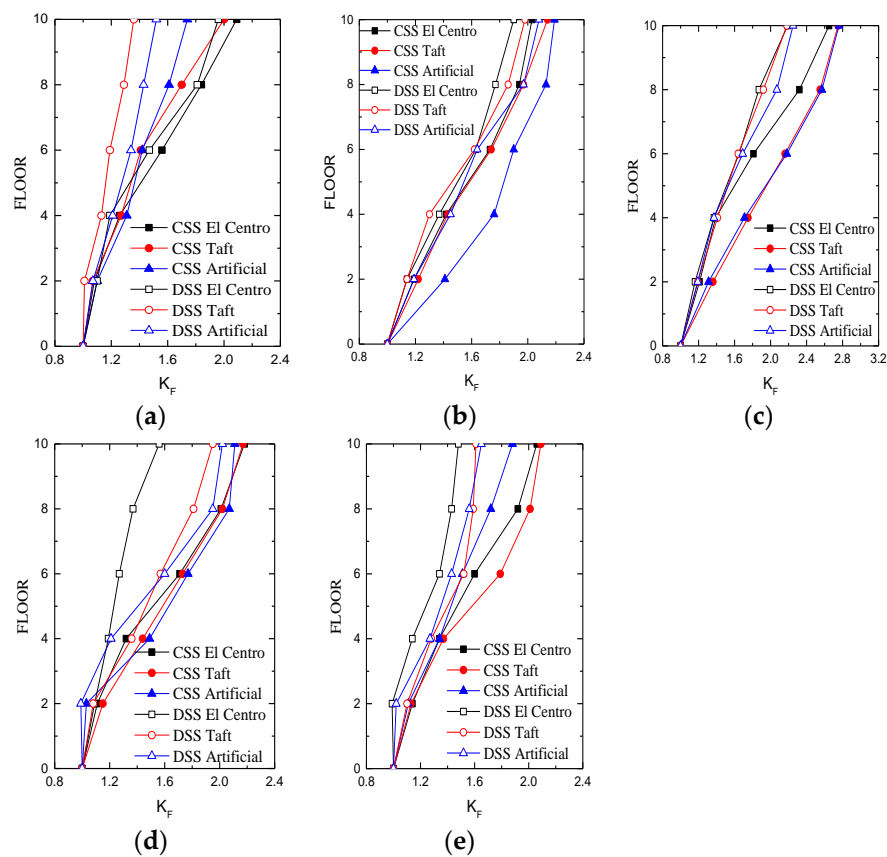 10
8
6
4
2
0
FLOOR
CSS El Centro
CSS Taft
CSS Artificial
DSS El Centro
DSS Taft
DSS Artificial
0.8 1.2 1.6 2.0 2.4
K_F
(a)
10
8
6
4
2
0
FLOOR
CSS El Centro
CSS Taft
CSS Artificial
DSS El Centro
DSS Taft
DSS Artificial
0.8 1.2 1.6 2.0 2.4
K_F
(b)
10
8
6
4
2
0
FLOOR
CSS El Centro
CSS Taft
CSS Artificial
DSS El Centro
DSS Taft
DSS Artificial
0.8 1.2 1.6 2.0 2.4 2.8 3.2
K_F
(c)
10
8
6
4
2
0
FLOOR
CSS El Centro
CSS Taft
CSS Artificial
DSS El Centro
DSS Taft
DSS Artificial
0.8 1.2 1.6 2.0 2.4
K_F
(d)
10
8
6
4
2
0
FLOOR
CSS El Centro
CSS Taft
CSS Artificial
DSS El Centro
DSS Taft
DSS Artificial
0.8 1.2 1.6 2.0 2.4
K_F
(e)